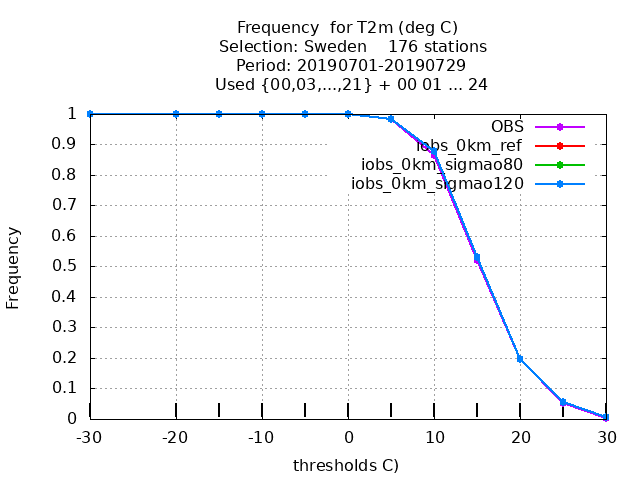 Frequency  for T2m (deg C)
Selection: Sweden    176 stations
Period: 20190701-20190729
Used {00,03,...,21} + 00 01 ... 24
OBS
iobs_0km_ref
iobs_0km_sigmao80
iobs_0km_sigmao120
1
0.9
0.8
0.7
0.6
0.5
0.4
0.3
0.2
0.1
0
Frequency
-30 -20 -10 0 10 20 30
thresholds C)